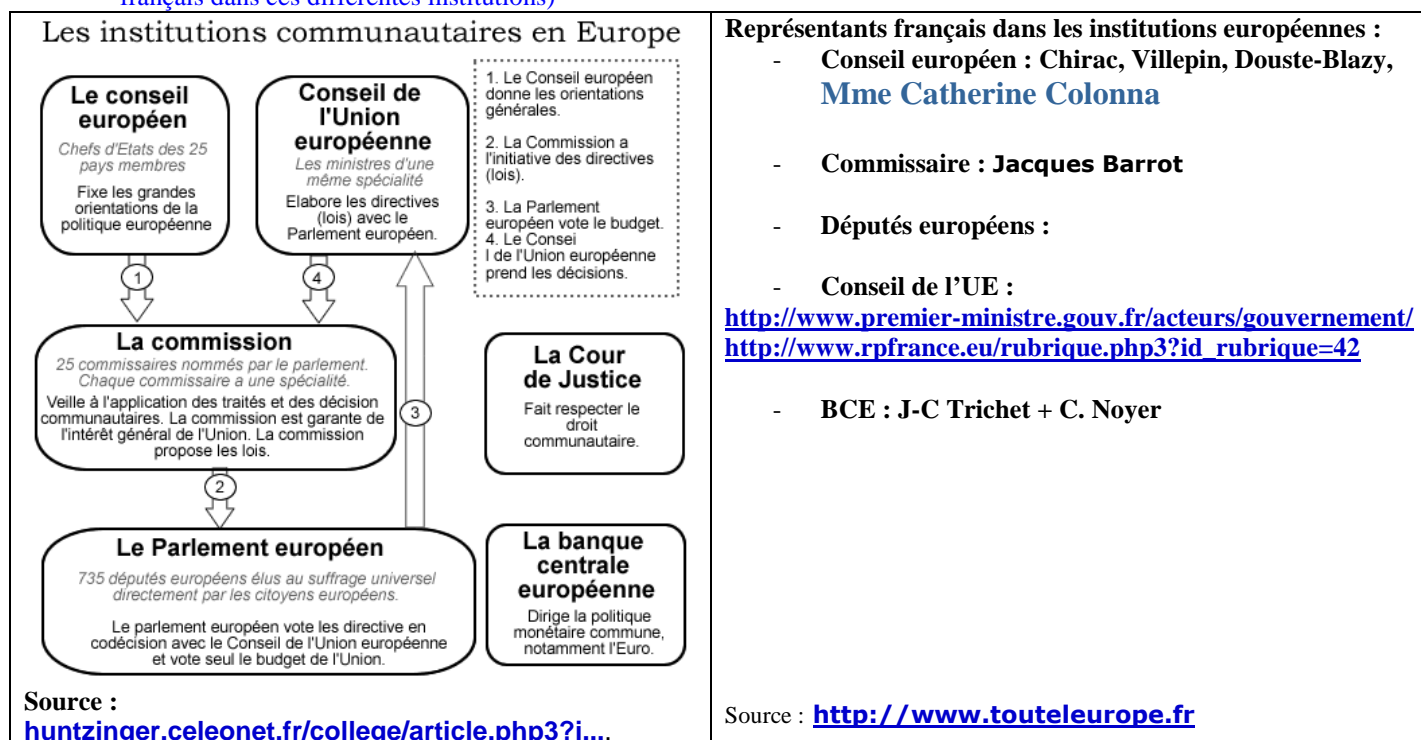 français dans ces différentes institutions)
Les institutions communautaires en Europe
Le conseil
européen
Chefs d'Etats des 25
pays membres
Fixe les grandes
orientations de la
politique européenne
Conseil de
l'Union
européenne
Les ministres d'une
même spécialité
Elabore les directives
(lois) avec le
Parlement européen.
1. Le Conseil européen
donne les orientations
générales.
2. La Commission a
l'initiative des directives
(lois).
3. La Parlement
européen vote le budget.
4. Le Consei
l de l'Union européenne
prend les décisions.
1
4
La commission
25 commissaires nommés par le parlement.
Chaque commissaire a une spécialité.
Veille à l'application des traités et des décision
communautaires. La commission est garante de
l'intérêt général de l'Union. La commission
propose les lois.
3
La Cour
de Justice
Fait respecter le
droit
communautaire.
2
Le Parlement européen
735 députés européens élus au suffrage universel
directement par les citoyens européens.
Le parlement européen vote les directive en
codécision avec le Conseil de l'Union européenne
et vote seul le budget de l'Union.
La banque
centrale
européenne
Dirige la politique
monétaire commune,
notamment l'Euro.
Source :
huntzinger.celeonet.fr/college/article.php3?i....
Représentants français dans les institutions européennes :
- Conseil européen : Chirac, Villepin, Douste-Blazy,
Mme Catherine Colonna
- Commissaire : Jacques Barrot
- Députés européens :
- Conseil de l'UE :
http://www.premier-ministre.gouv.fr/acteurs/gouvernement/
http://www.rpfrance.eu/rubrique.php3?id_rubrique=42
- BCE : J-C Trichet + C. Noyer
Source : http://www.touteleurope.fr